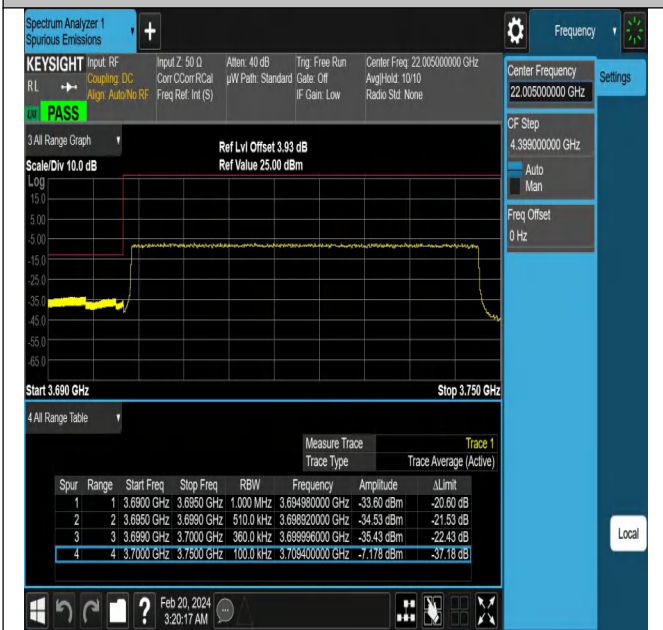 Spectrum Analyzer 1
Spurious Emissions
+
Frequency
KEYSIGHT
RL
Input: RF
Coupling: DC
Align: Auto/No RF
Input Z: 50 Ω
Corr CCorr RCal
Freq Ref: Int (S)
Atten: 40 dB
µW Path: Standard
Trig: Free Run
Gate: Off
IF Gain: Low
Center Freq: 22.005000000 GHz
Avg|Hold: 10/10
Radio Std: None
PASS
Center Frequency
22.005000000 GHz
Settings
CF Step
4.399000000 GHz
Auto
Man
Freq Offset
0 Hz
3 All Range Graph
Ref Lvl Offset 3.93 dB
Scale/Div 10.0 dB
Ref Value 25.00 dBm
Log
15.0
5.00
-5.00
-15.0
-25.0
-35.0
-45.0
-55.0
-65.0
Start 3.690 GHz
Stop 3.750 GHz
4 All Range Table
Measure Trace Trace 1
Trace Type Trace Average (Active)
Spur Range Start Freq Stop Freq RBW Frequency Amplitude ΔLimit
1 1 3.6900 GHz 3.6950 GHz 1.000 MHz 3.694980000 GHz -33.60 dBm -20.60 dB
2 2 3.6950 GHz 3.6990 GHz 510.0 kHz 3.698920000 GHz -34.53 dBm -21.53 dB
3 3 3.6990 GHz 3.7000 GHz 360.0 kHz 3.699996000 GHz -35.43 dBm -22.43 dB
4 4 3.7000 GHz 3.7500 GHz 100.0 kHz 3.709400000 GHz -7.178 dBm -37.18 dB
Local
?
Feb 20, 2024
3:20:17 AM